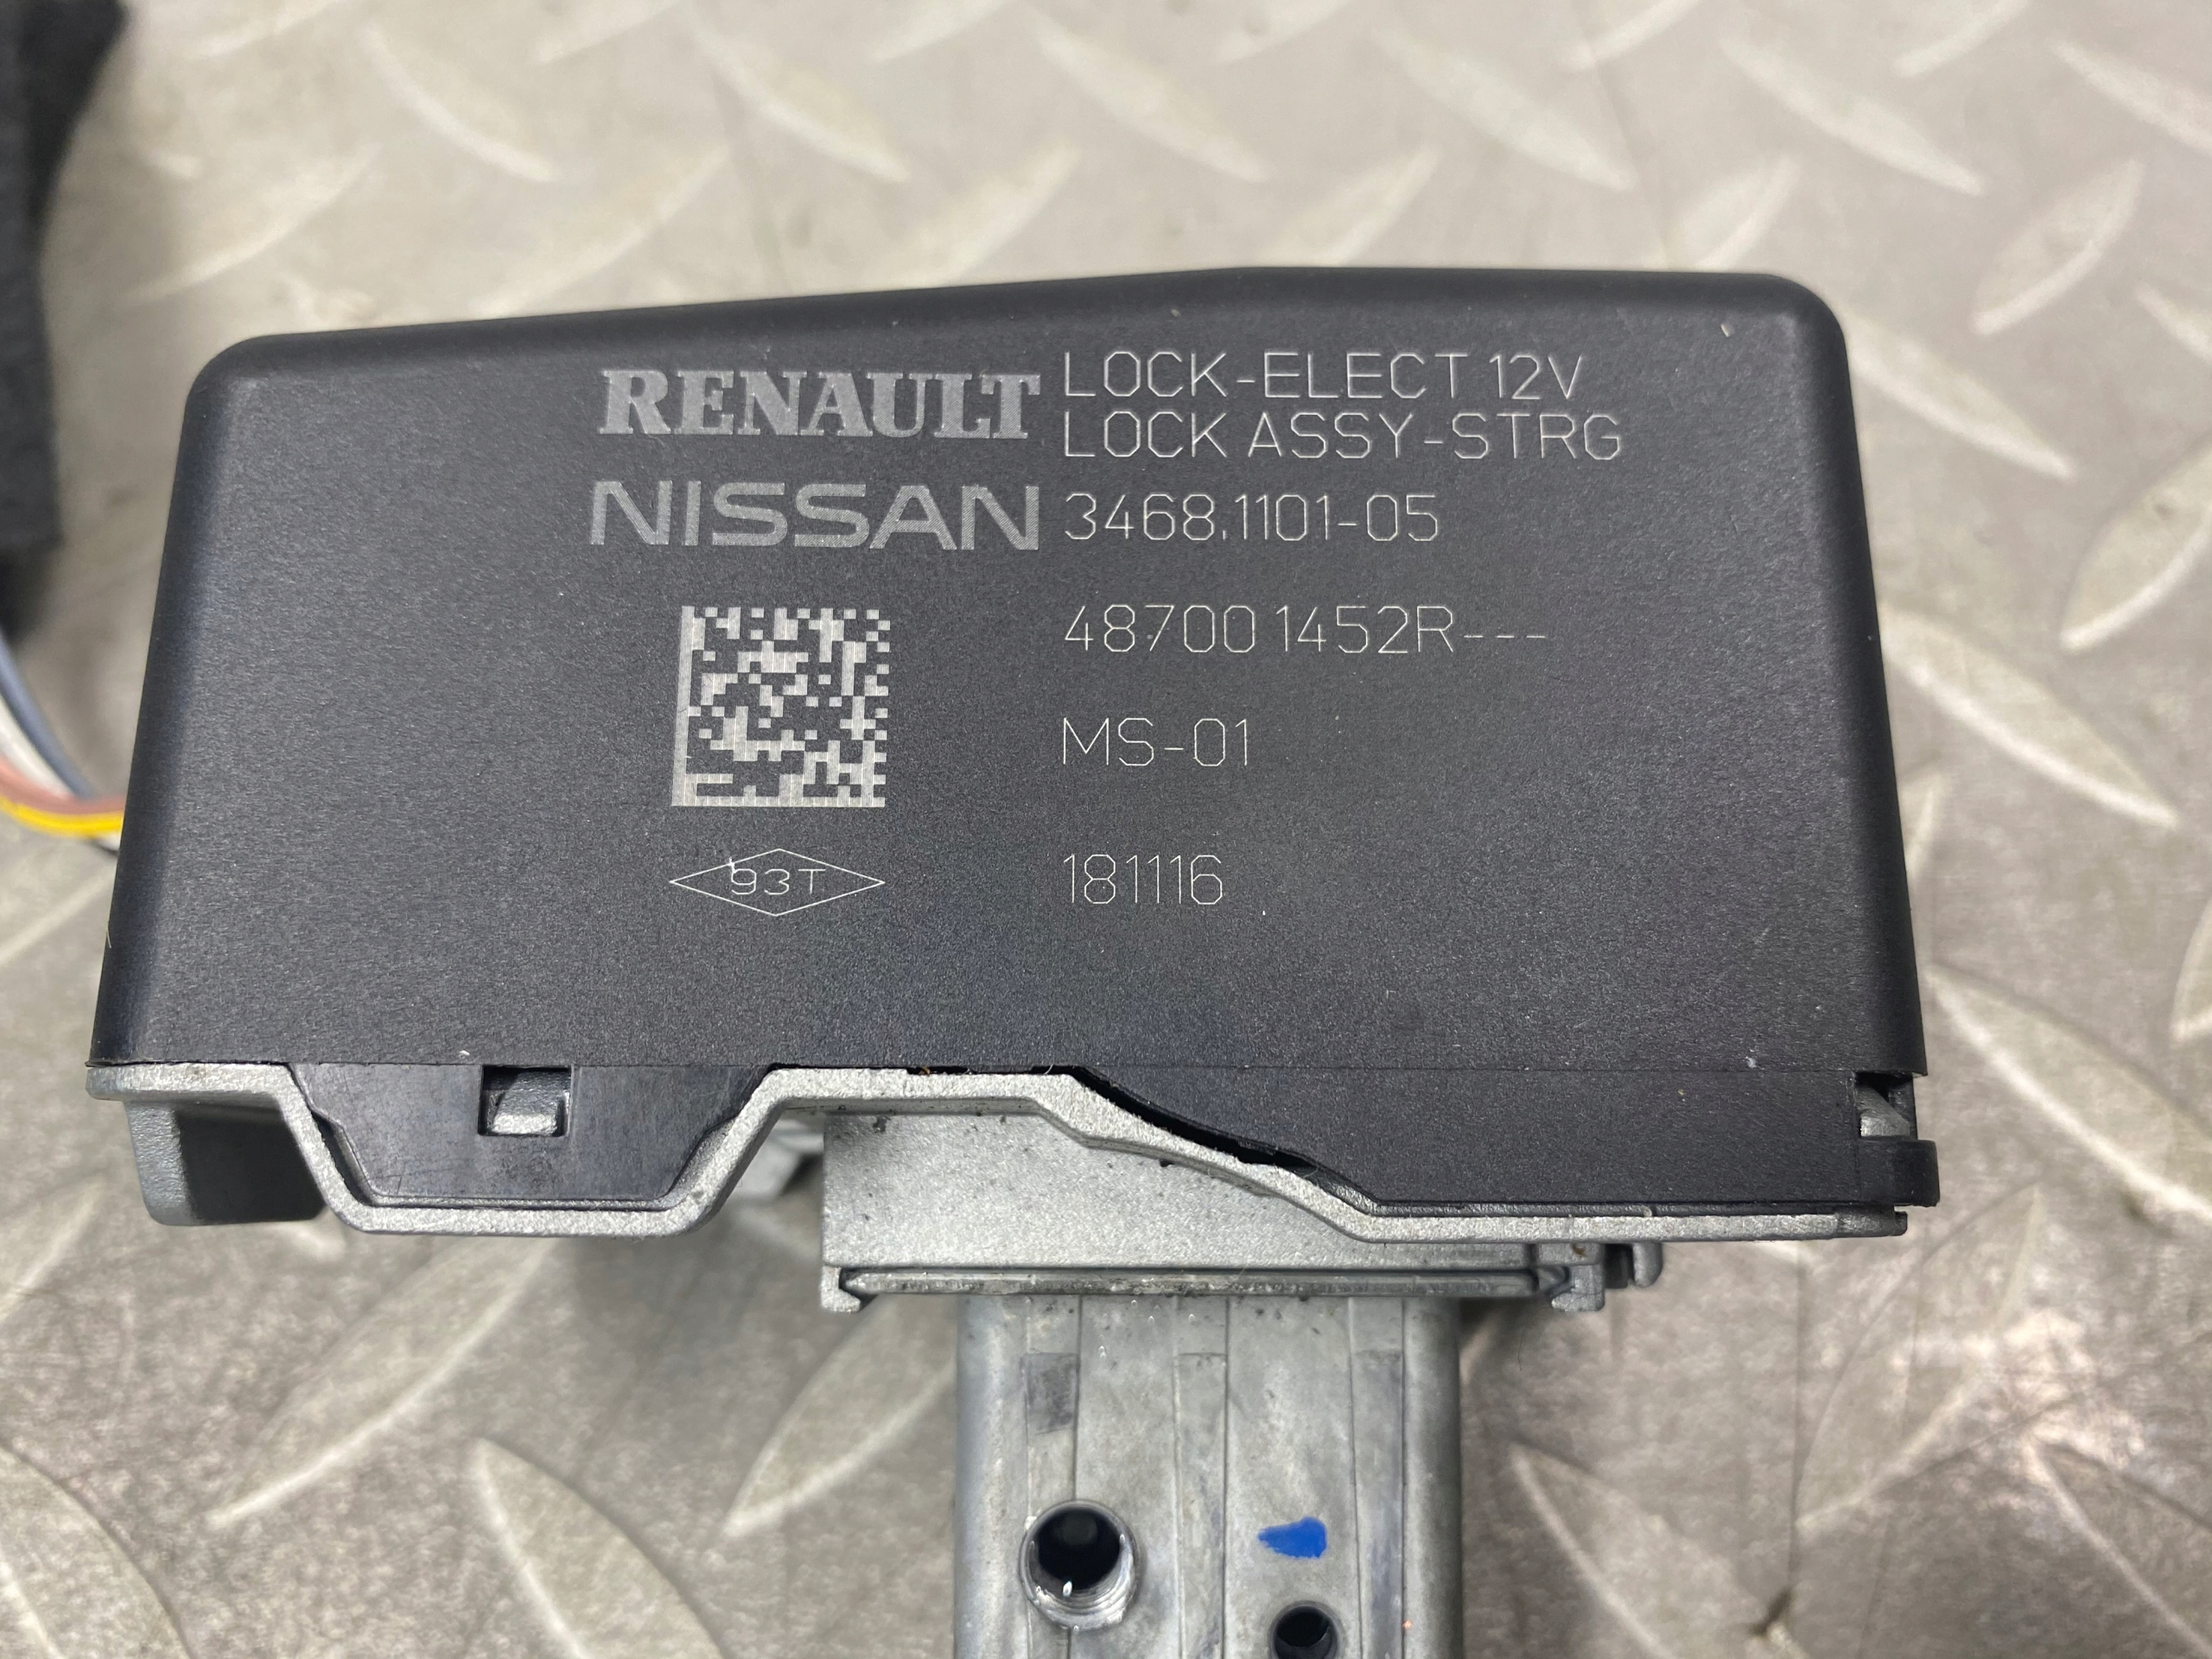 RENAULT LOCK-ELECT 12V
LOCK ASSY-STRG
NISSAN 3468.1101-05
487001452R---
MS-01
93T 181116